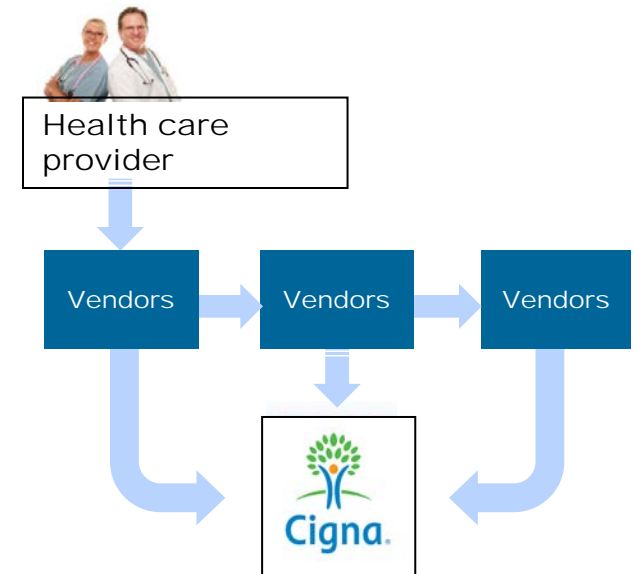 Health care
provider
Vendors
Vendors
Vendors
Cigna.